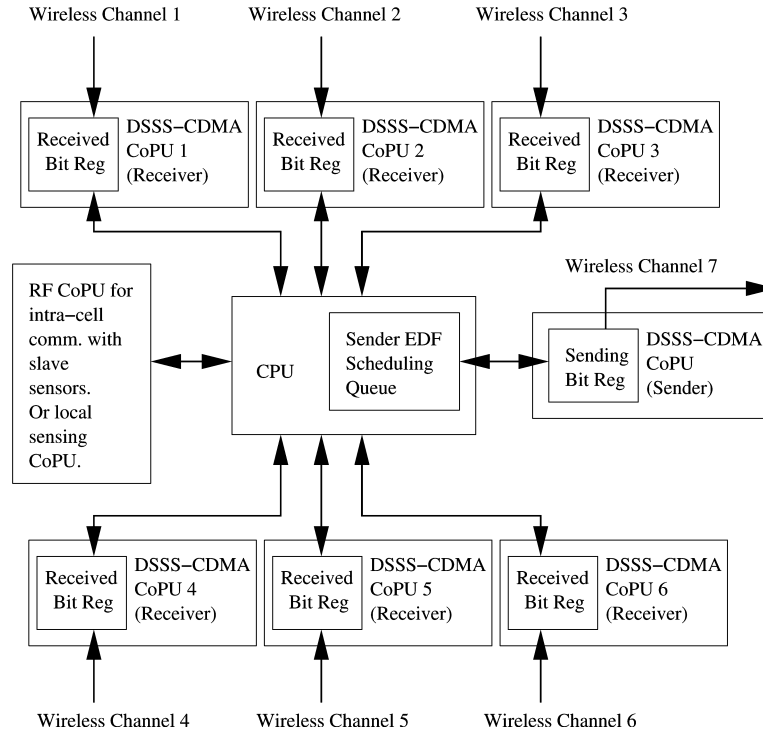 Wireless Channel 1
Wireless Channel 2
Wireless Channel 3
Received
Bit Reg
DSSS−CDMA
CoPU 1
(Receiver)
Received
Bit Reg
DSSS−CDMA
CoPU 2
(Receiver)
Received
Bit Reg
DSSS−CDMA
CoPU 3
(Receiver)
RF CoPU for
intra−cell
comm. with
slave
sensors.
Or local
sensing
CoPU.
CPU
Sender EDF
Scheduling
Queue
Wireless Channel 7
Sending
Bit Reg
DSSS−CDMA
CoPU
(Sender)
Received
Bit Reg
DSSS−CDMA
CoPU 4
(Receiver)
Received
Bit Reg
DSSS−CDMA
CoPU 5
(Receiver)
Received
Bit Reg
DSSS−CDMA
CoPU 6
(Receiver)
Wireless Channel 4
Wireless Channel 5
Wireless Channel 6